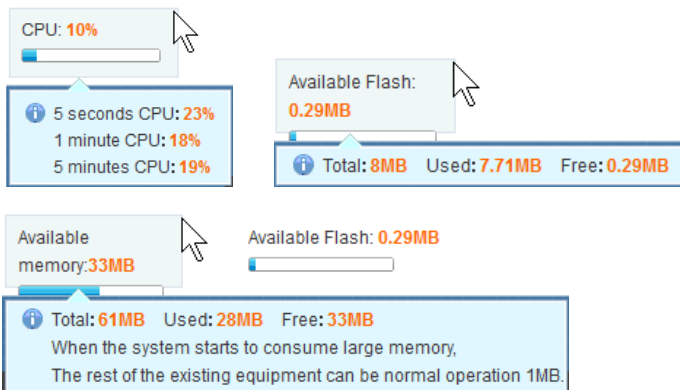 CPU: 10%
5 seconds CPU: 23%
1 minute CPU: 18%
5 minutes CPU: 19%
Available Flash:
0.29MB
Total: 8MB Used: 7.71MB Free: 0.29MB
Available
memory:33MB
Available Flash: 0.29MB
Total: 61MB Used: 28MB Free: 33MB
When the system starts to consume large memory,
The rest of the existing equipment can be normal operation 1MB.